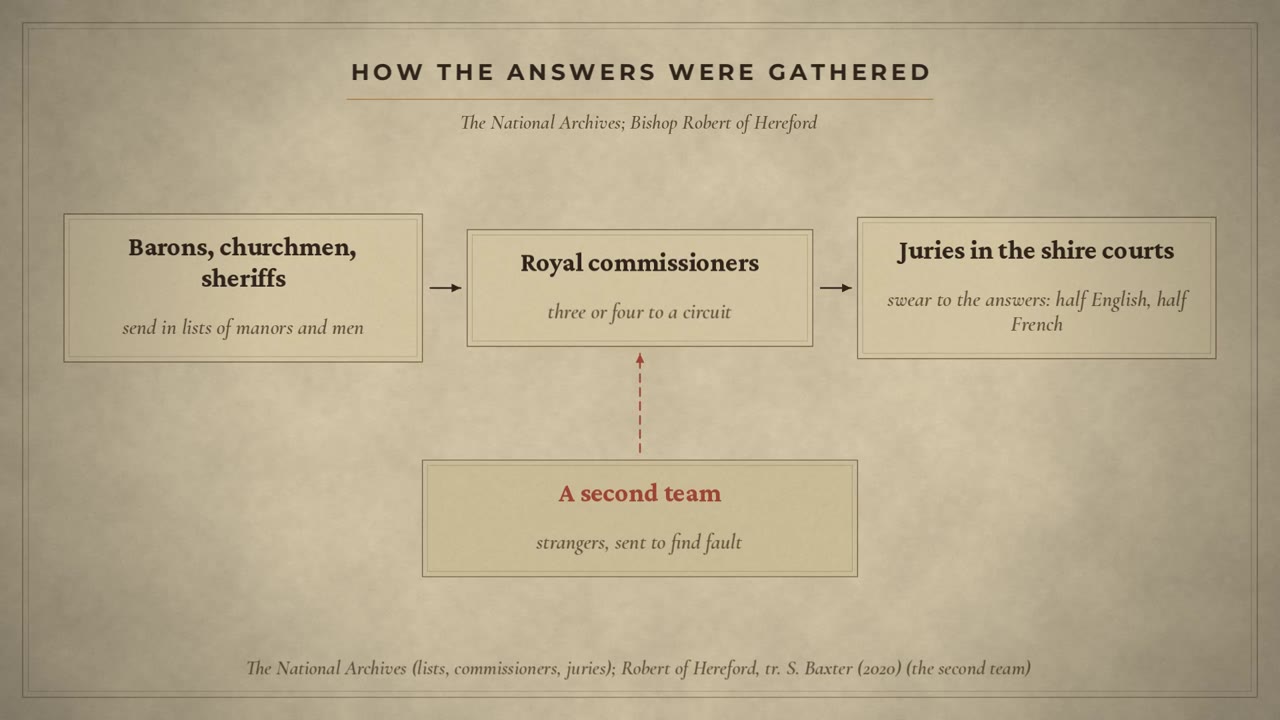 HOW THE ANSWERS WERE GATHERED
The National Archives; Bishop Robert of Hereford
Barons, churchmen,
sheriffs
send in lists of manors and men
Royal commissioners
three or four to a circuit
Juries in the shire courts
swear to the answers: half English, half
French
A second team
strangers, sent to find fault
The National Archives (lists, commissioners, juries); Robert of Hereford, tr. S. Baxter (2020) (the second team)